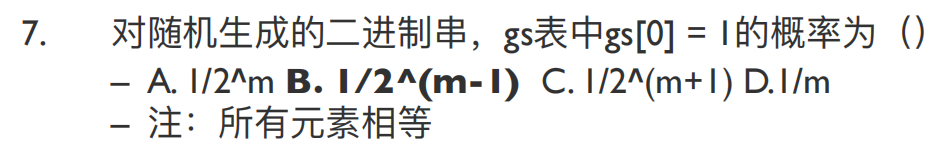 7. 对随机生成的二进制串，gs表中gs[0] = 1的概率为（）
– A. 1/2^m B. 1/2^(m-1) C. 1/2^(m+1) D.1/m
– 注：所有元素相等